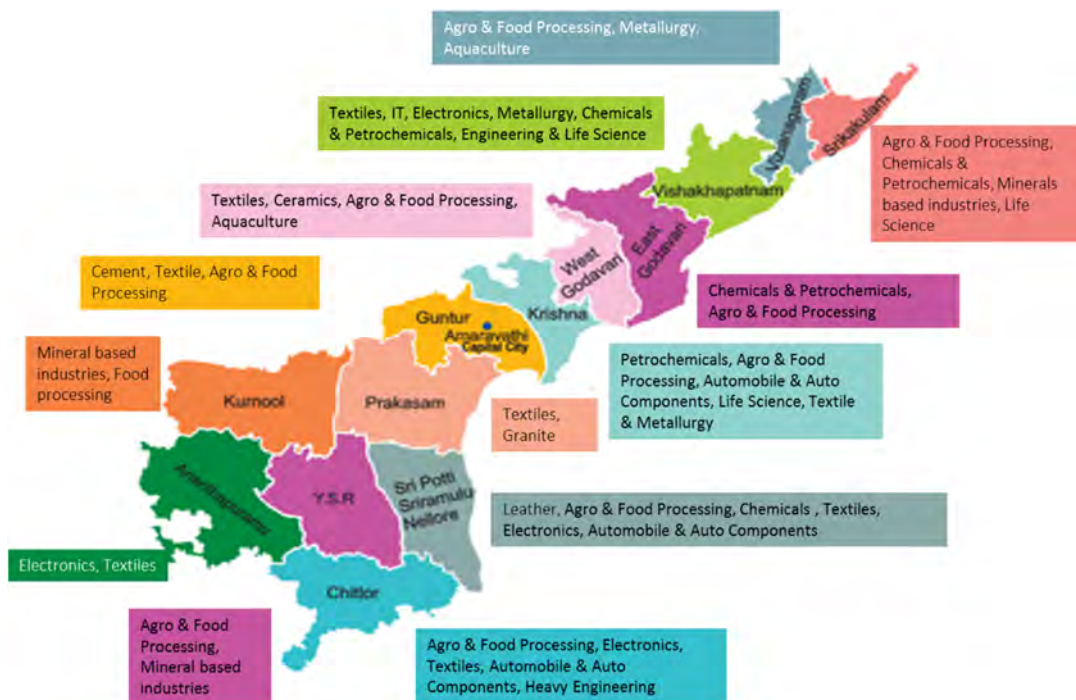 Agro & Food Processing, Metallurgy,
Aquaculture
Textiles, IT, Electronics, Metallurgy, Chemicals
& Petrochemicals, Engineering & Life Science
Vizianagaram
Srikakulam
Agro & Food Processing,
Chemicals &
Petrochemicals, Minerals
based industries, Life
Science
Vishakhapatnam
Textiles, Ceramics, Agro & Food Processing,
Aquaculture
East
Godavari
West
Godavari
Cement, Textile, Agro & Food
Processing
Chemicals & Petrochemicals,
Agro & Food Processing
Guntur
Amaravathi
Capital City
Krishna
Mineral based
industries, Food
processing
Kurnool
Prakasam
Petrochemicals, Agro & Food
Processing, Automobile & Auto
Components, Life Science, Textile
& Metallurgy
Textiles,
Granite
Y.S.R
Sri Potti
Sriramulu
Nellore
Leather, Agro & Food Processing, Chemicals , Textiles,
Electronics, Automobile & Auto Components
Electronics, Textiles
Chittor
Agro & Food
Processing,
Mineral based
industries
Agro & Food Processing, Electronics,
Textiles, Automobile & Auto
Components, Heavy Engineering